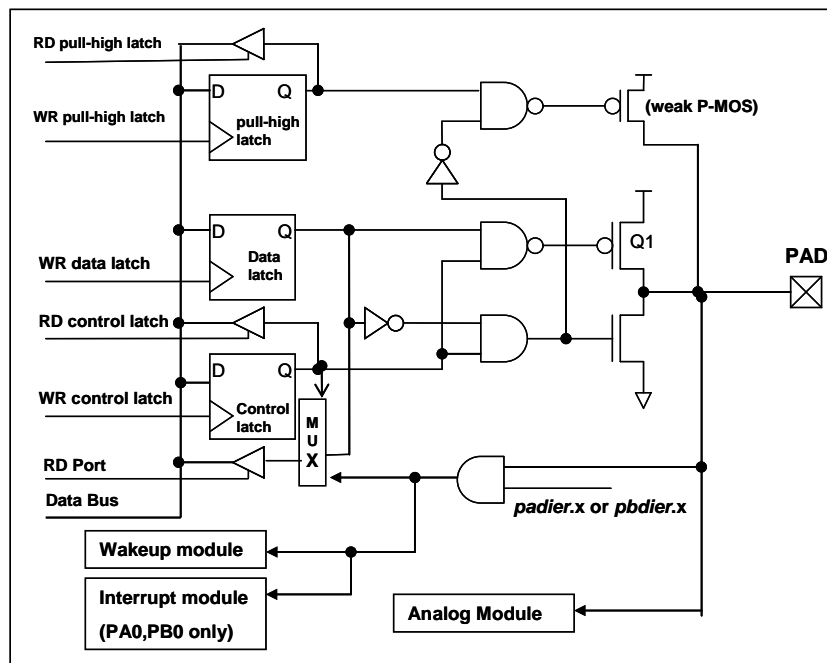 RD pull-high latch
D Q
(weak P-MOS)
WR pull-high latch
pull-high
latch
D Q
Q1
Data
latch
WR data latch
PAD
RD control latch
D Q
WR control latch
Control
latch
M
U
X
RD Port
Data Bus
padier.x or pbdier.x
Wakeup module
Interrupt module
(PA0,PB0 only)
Analog Module